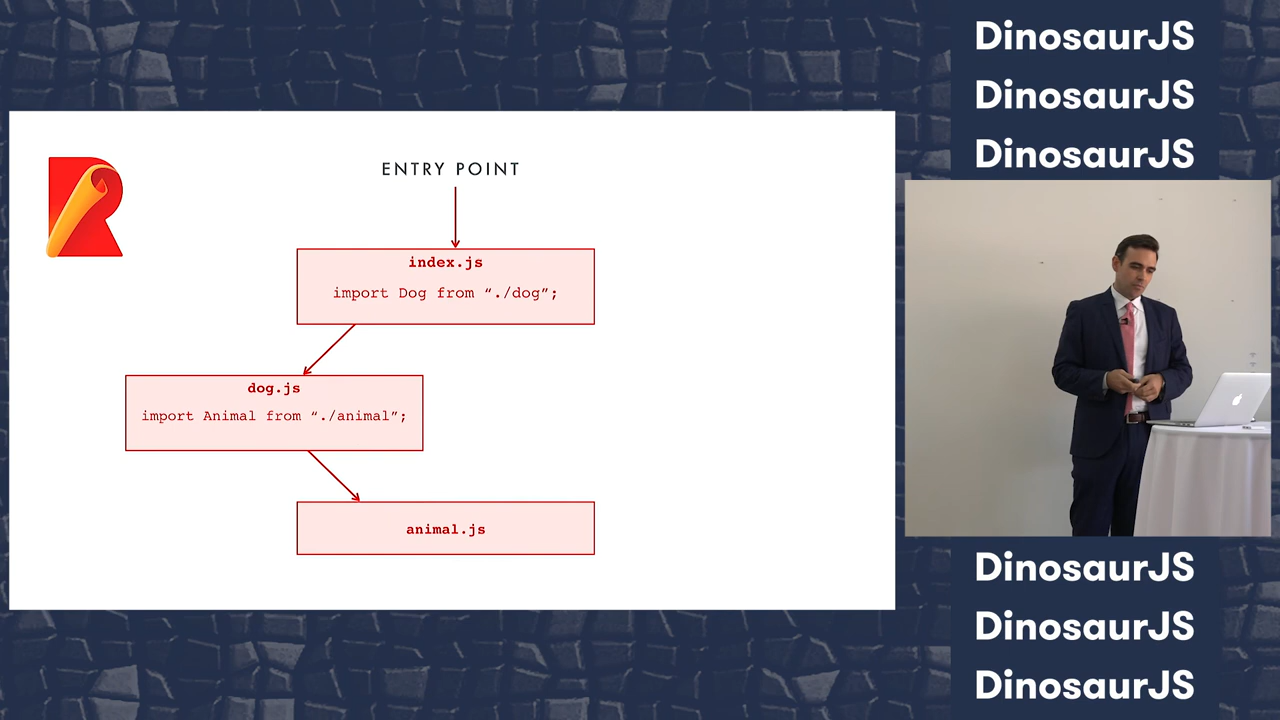 ENTRY POINT
index.js
import Dog from “./dog”;
dog.js
import Animal from “./animal”;
animal.js
DinosaurJS
DinosaurJS
DinosaurJS
DinosaurJS
DinosaurJS
DinosaurJS